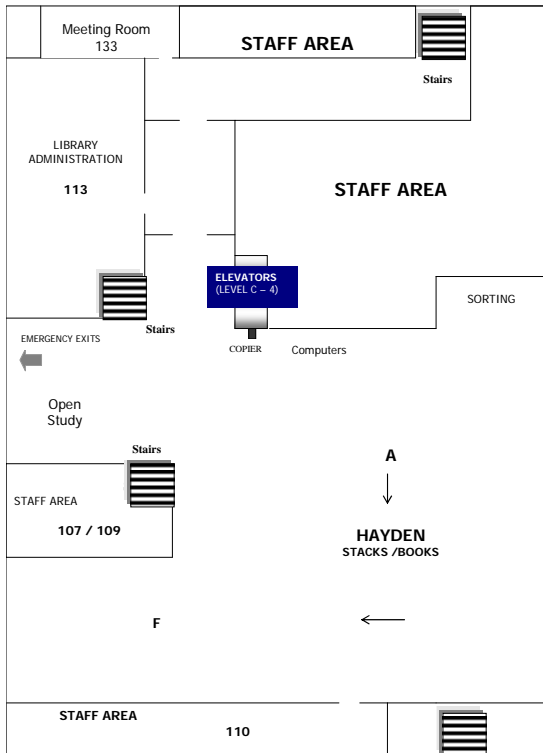 Meeting Room
133
STAFF AREA
Stairs
LIBRARY
ADMINISTRATION
113
STAFF AREA
ELEVATORS
(LEVEL C – 4)
SORTING
Stairs
EMERGENCY EXITS
COPIER
Computers
Open
Study
Stairs
A
STAFF AREA
107 / 109
HAYDEN
STACKS /BOOKS
F
STAFF AREA
110